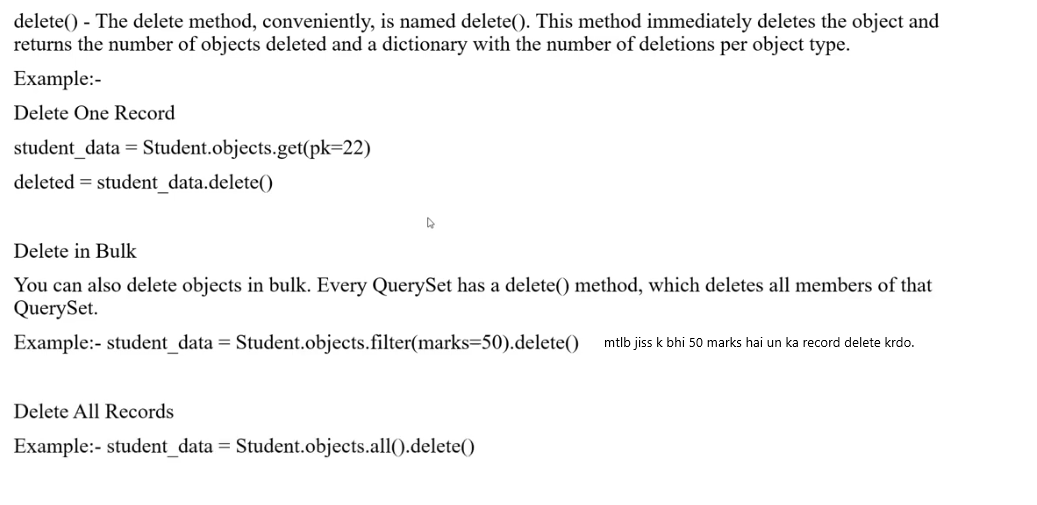 delete() - The delete method, conveniently, is named delete(). This method immediately deletes the object and
returns the number of objects deleted and a dictionary with the number of deletions per object type.
Example:-
Delete One Record
student_data = Student.objects.get(pk=22)
deleted = student_data.delete()
Delete in Bulk
You can also delete objects in bulk. Every QuerySet has a delete() method, which deletes all members of that
QuerySet.
Example:- student_data = Student.objects.filter(marks=50).delete() mtlb jiss k bhi 50 marks hai un ka record delete krdo.
Delete All Records
Example:- student_data = Student.objects.all().delete()